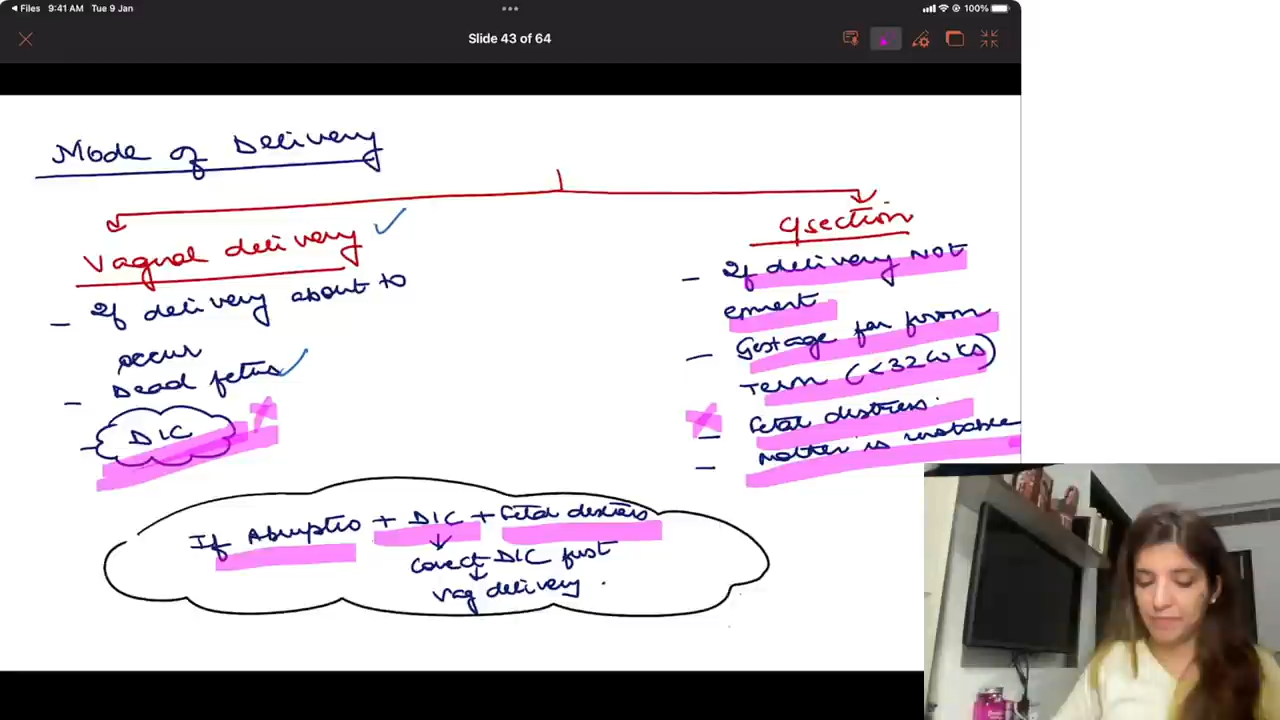 Files 9:41 AM Tue 9 Jan
100%
Slide 43 of 64
Mode of Delivery
Vaginal delivery ✓
- If delivery about to
occur
- Dead fetus ✓
- DIC
C/section
- If delivery NOT
- Gestage far from
Term (<32 wks)
- Fetal distress.
- Mother is unstable
If Abruptio + DIC + Fetal distress
↓
Correct DIC first
↓
Vag delivery.